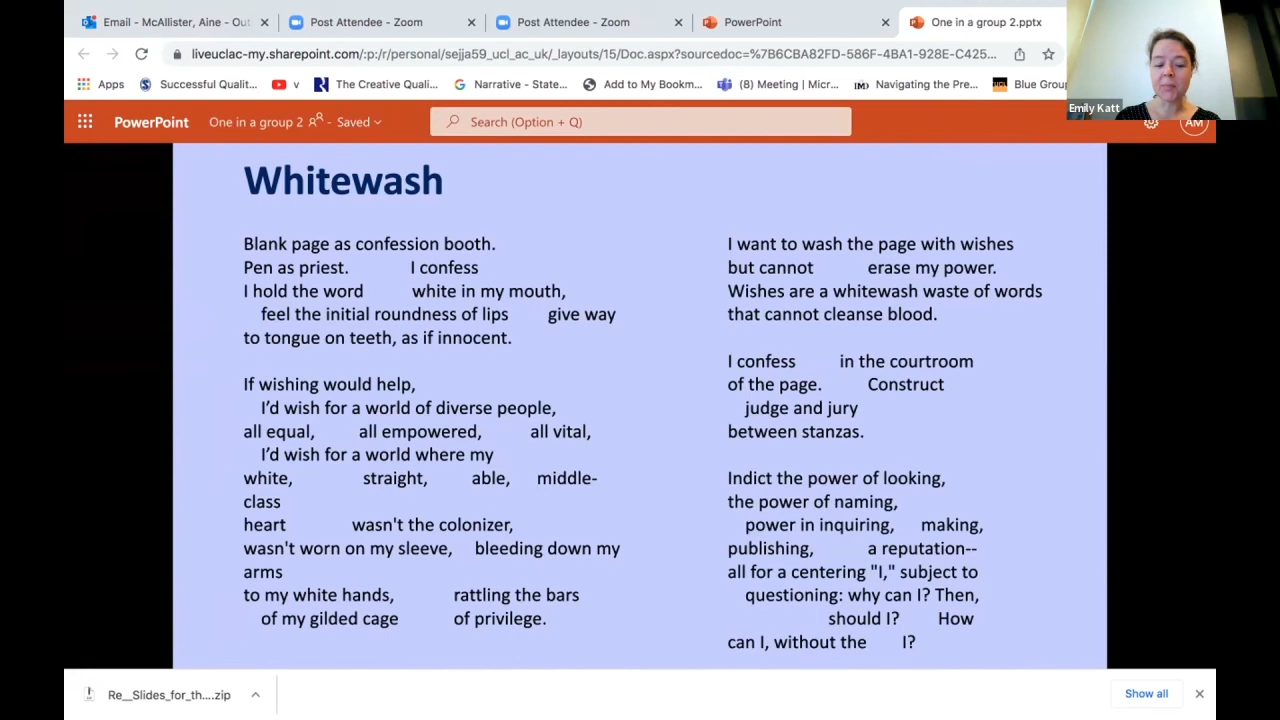 Email - McAllister, Aine - Out
Post Attendee - Zoom
Post Attendee - Zoom
PowerPoint
One in a group 2.pptx
liveuclac-my.sharepoint.com/:p:/r/personal/sejja59_ucl_ac_uk/_layouts/15/Doc.aspx?sourcedoc=%7B6CBA82FD-586F-4BA1-928E-C425...
Apps
Successful Qualit...
The Creative Quali...
Narrative - State...
Add to My Bookm...
(8) Meeting | Micr...
Navigating the Pre...
Blue Group
Emily Katt
PowerPoint
One in a group 2 - Saved
Search (Option + Q)
AM
Whitewash
Blank page as confession booth.
Pen as priest. I confess
I hold the word white in my mouth,
feel the initial roundness of lips give way
to tongue on teeth, as if innocent.
If wishing would help,
I'd wish for a world of diverse people,
all equal, all empowered, all vital,
I'd wish for a world where my
white, straight, able, middle-
class
heart wasn't the colonizer,
wasn't worn on my sleeve, bleeding down my
arms
to my white hands, rattling the bars
of my gilded cage of privilege.
I want to wash the page with wishes
but cannot erase my power.
Wishes are a whitewash waste of words
that cannot cleanse blood.
I confess in the courtroom
of the page. Construct
judge and jury
between stanzas.
Indict the power of looking,
the power of naming,
power in inquiring, making,
publishing, a reputation--
all for a centering "I," subject to
questioning: why can I? Then,
should I? How
can I, without the I?
Re__Slides_for_th....zip
Show all